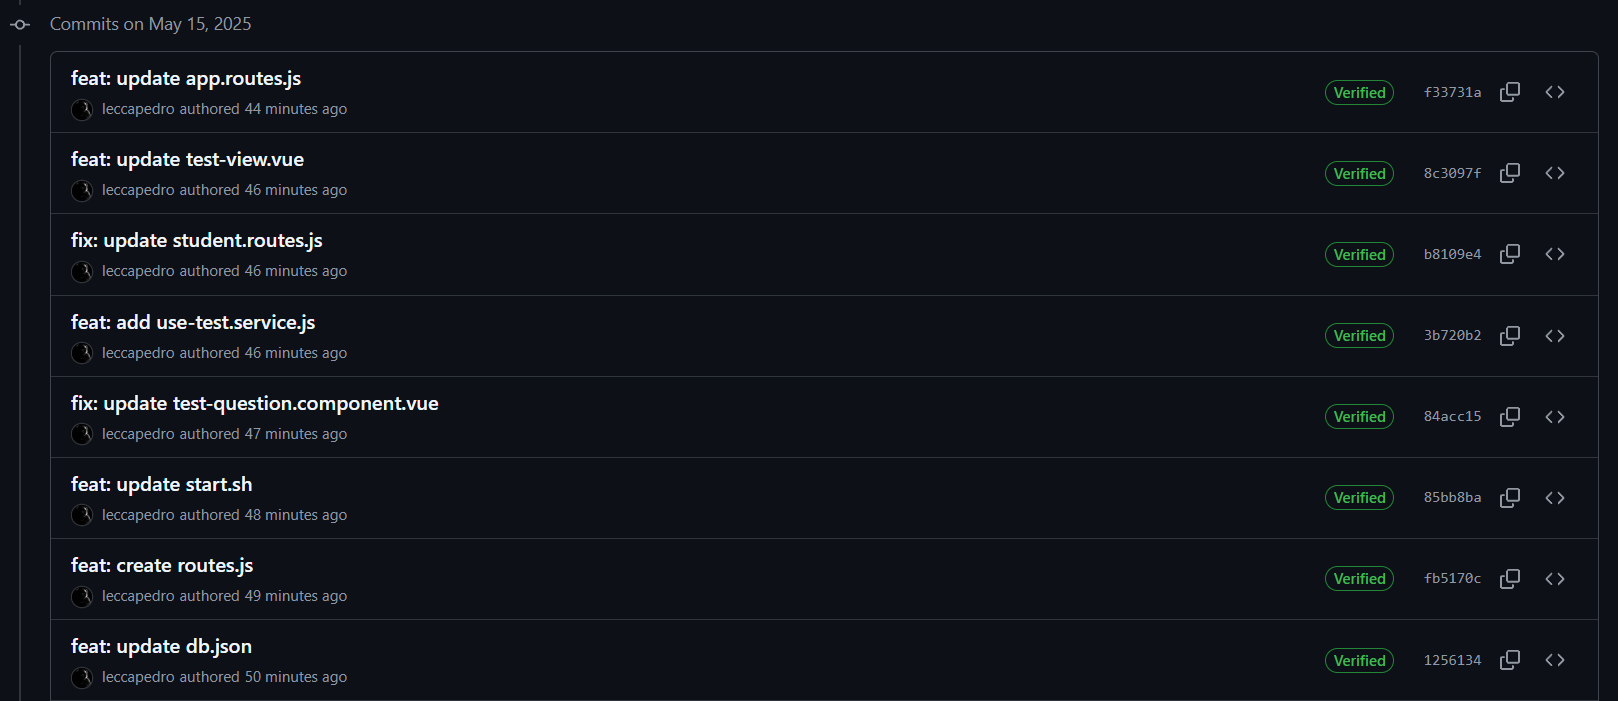 Commits on May 15, 2025
feat: update app.routes.js
leccapedro authored 44 minutes ago
Verified
f33731a
feat: update test-view.vue
leccapedro authored 46 minutes ago
Verified
8c3097f
fix: update student.routes.js
leccapedro authored 46 minutes ago
Verified
b8109e4
feat: add use-test.service.js
leccapedro authored 46 minutes ago
Verified
3b720b2
fix: update test-question.component.vue
leccapedro authored 47 minutes ago
Verified
84acc15
feat: update start.sh
leccapedro authored 48 minutes ago
Verified
85bb8ba
feat: create routes.js
leccapedro authored 49 minutes ago
Verified
fb5170c
feat: update db.json
leccapedro authored 50 minutes ago
Verified
1256134